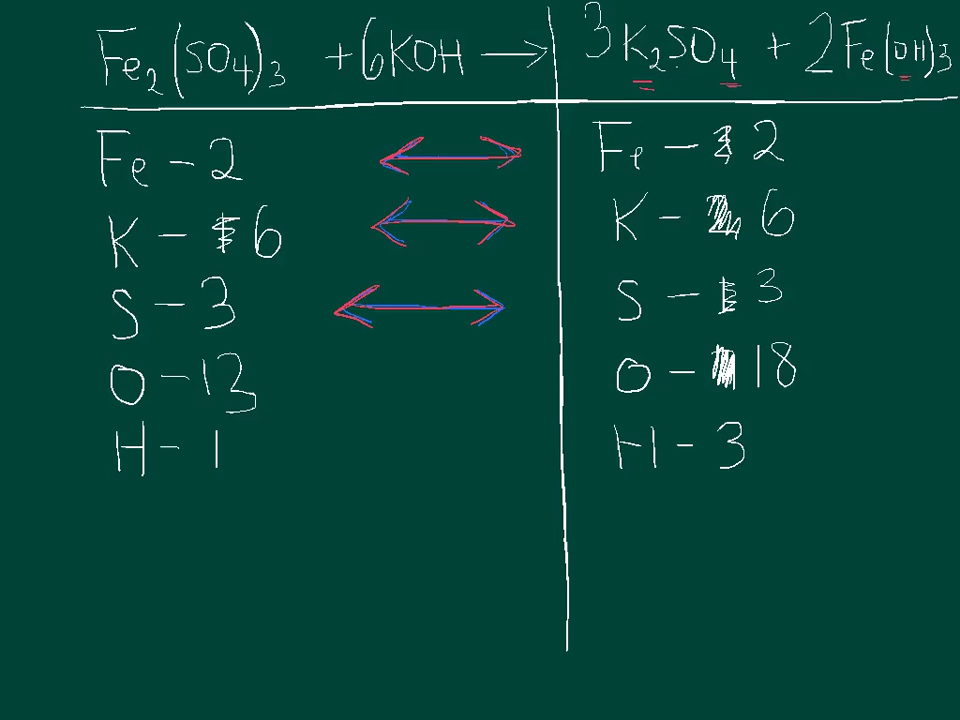 Fe₂(SO₄)₃ +6KOH → 3K₂SO₄ + 2Fe(OH)₃
Fe - 2
Fe - 2
K - 6
K - 6
S - 3
S - 3
O - 13
O - 18
H - 1
H - 3